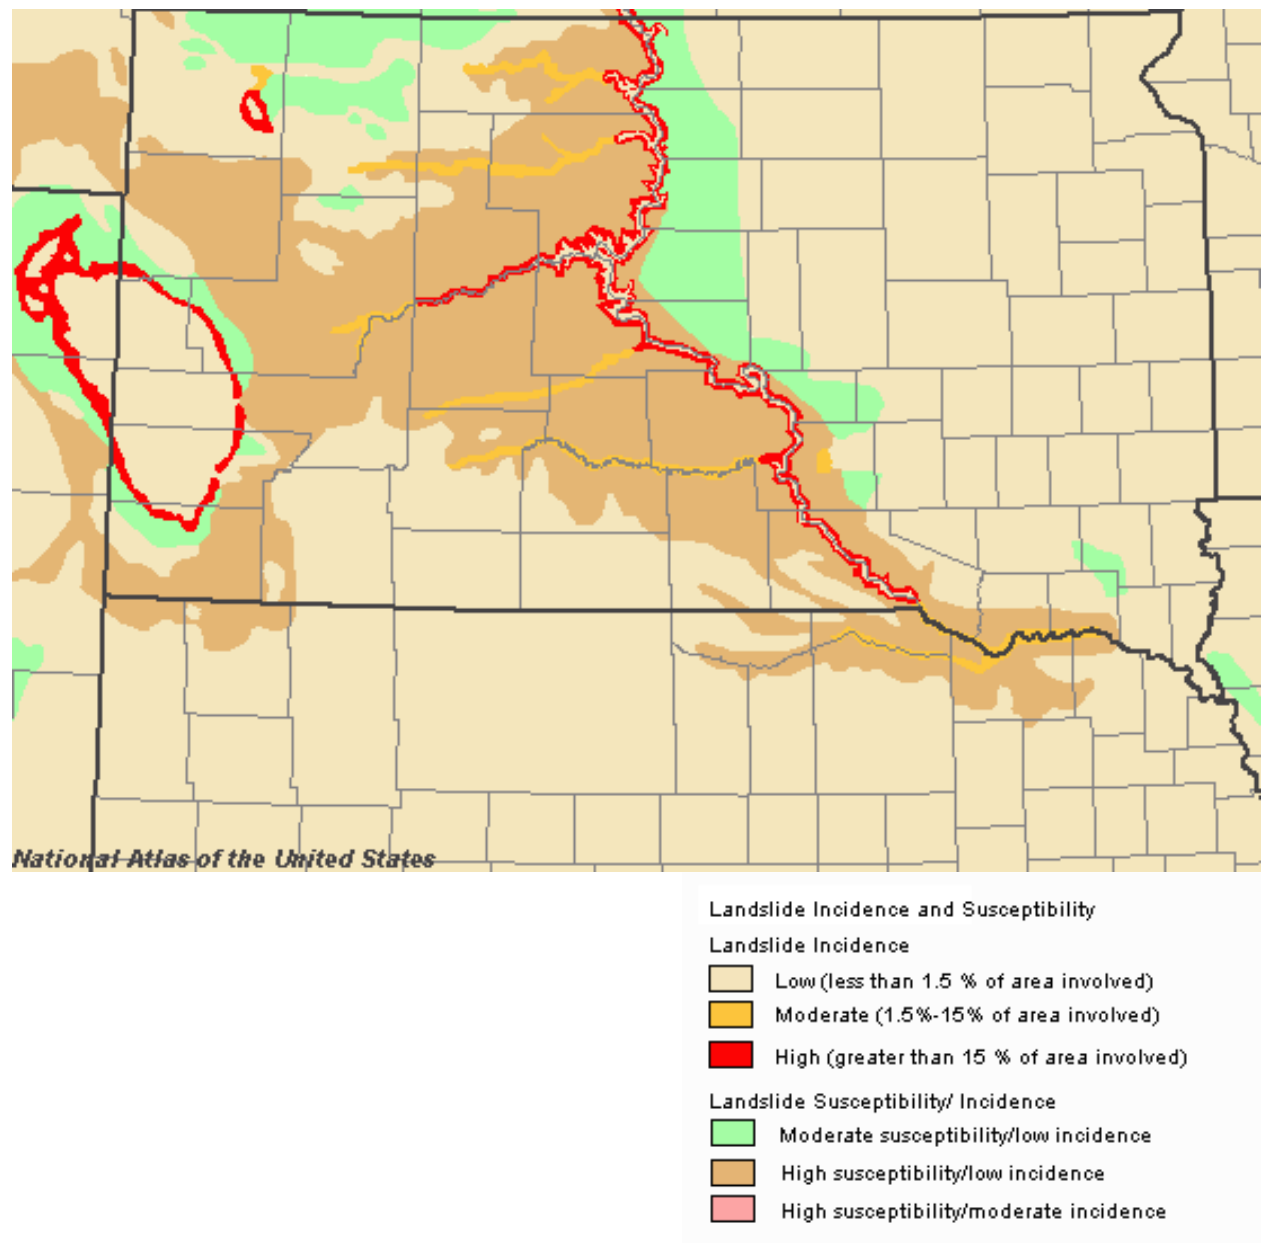 National Atlas of the United States
Landslide Incidence and Susceptibility
Landslide Incidence
Low (less than 1.5 % of area involved)
Moderate (1.5%-15% of area involved)
High (greater than 15 % of area involved)
Landslide Susceptibility/ Incidence
Moderate susceptibility/low incidence
High susceptibility/low incidence
High susceptibility/moderate incidence